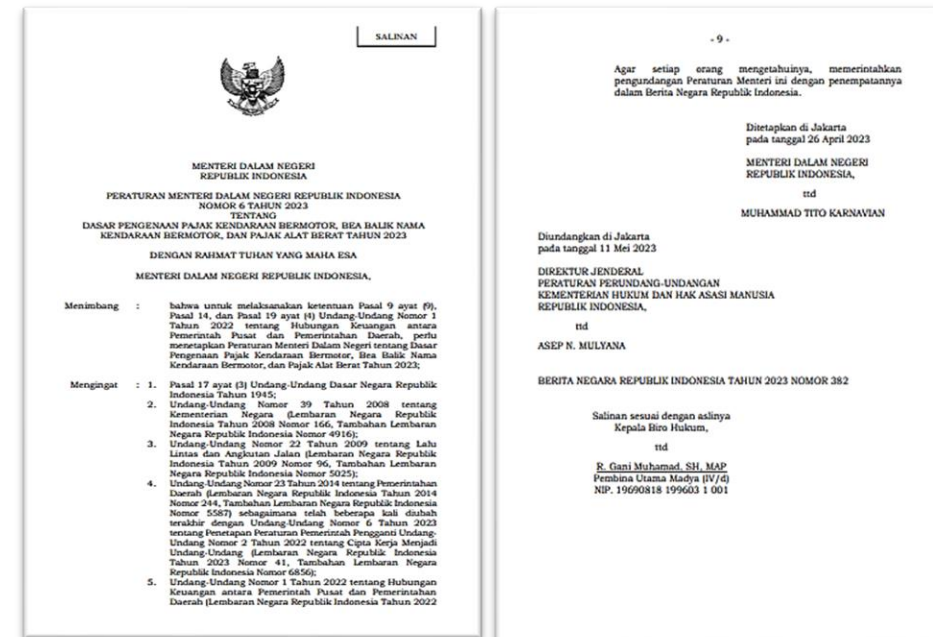 SALINAN
MENTERI DALAM NEGERI
REPUBLIK INDONESIA
PERATURAN MENTERI DALAM NEGERI REPUBLIK INDONESIA
NOMOR 6 TAHUN 2023
TENTANG
DASAR PENGENAAN PAJAK KENDARAAN BERMOTOR, BEA BALIK NAMA
KENDARAAN BERMOTOR, DAN PAJAK ALAT BERAT TAHUN 2023
DENGAN RAHMAT TUHAN YANG MAHA ESA
MENTERI DALAM NEGERI REPUBLIK INDONESIA,
Menimbang : bahwa untuk melaksanakan ketentuan Pasal 9 ayat (9),
Pasal 14, dan Pasal 19 ayat (4) Undang-Undang Nomor 1
Tahun 2022 tentang Hubungan Keuangan antara
Pemerintah Pusat dan Pemerintahan Daerah, perlu
menetapkan Peraturan Menteri Dalam Negeri tentang Dasar
Pengenaan Pajak Kendaraan Bermotor, Bea Balik Nama
Kendaraan Bermotor, dan Pajak Alat Berat Tahun 2023;
Mengingat : 1. Pasal 17 ayat (3) Undang-Undang Dasar Negara Republik
Indonesia Tahun 1945;
2. Undang-Undang Nomor 39 Tahun 2008 tentang
Kementerian Negara (Lembaran Negara Republik
Indonesia Tahun 2008 Nomor 166, Tambahan Lembaran
Negara Republik Indonesia Nomor 4916);
3. Undang-Undang Nomor 22 Tahun 2009 tentang Lalu
Lintas dan Angkutan Jalan (Lembaran Negara Republik
Indonesia Tahun 2009 Nomor 96, Tambahan Lembaran
Negara Republik Indonesia Nomor 5025);
4. Undang-Undang Nomor 23 Tahun 2014 tentang Pemerintahan
Daerah (Lembaran Negara Republik Indonesia Tahun 2014
Nomor 244, Tambahan Lembaran Negara Republik Indonesia
Nomor 5587) sebagaimana telah beberapa kali diubah
terakhir dengan Undang-Undang Nomor 6 Tahun 2023
tentang Penetapan Peraturan Pemerintah Pengganti Undang-
Undang Nomor 2 Tahun 2022 tentang Cipta Kerja Menjadi
Undang-Undang (Lembaran Negara Republik Indonesia
Tahun 2023 Nomor 41, Tambahan Lembaran Negara
Republik Indonesia Nomor 6856);
5. Undang-Undang Nomor 1 Tahun 2022 tentang Hubungan
Keuangan antara Pemerintah Pusat dan Pemerintahan
Daerah (Lembaran Negara Republik Indonesia Tahun 2022
- 9 -
Agar setiap orang mengetahuinya, memerintahkan
pengundangan Peraturan Menteri ini dengan penempatannya
dalam Berita Negara Republik Indonesia.
Ditetapkan di Jakarta
pada tanggal 26 April 2023
MENTERI DALAM NEGERI
REPUBLIK INDONESIA,
ttd
MUHAMMAD TITO KARNAVIAN
Diundangkan di Jakarta
pada tanggal 11 Mei 2023
DIREKTUR JENDERAL
PERATURAN PERUNDANG-UNDANGAN
KEMENTERIAN HUKUM DAN HAK ASASI MANUSIA
REPUBLIK INDONESIA,
ttd
ASEP N. MULYANA
BERITA NEGARA REPUBLIK INDONESIA TAHUN 2023 NOMOR 382
Salinan sesuai dengan aslinya
Kepala Biro Hukum,
ttd
R. Gani Muhamad, SH, MAP
Pembina Utama Madya (IV/d)
NIP. 19690818 199603 1 001